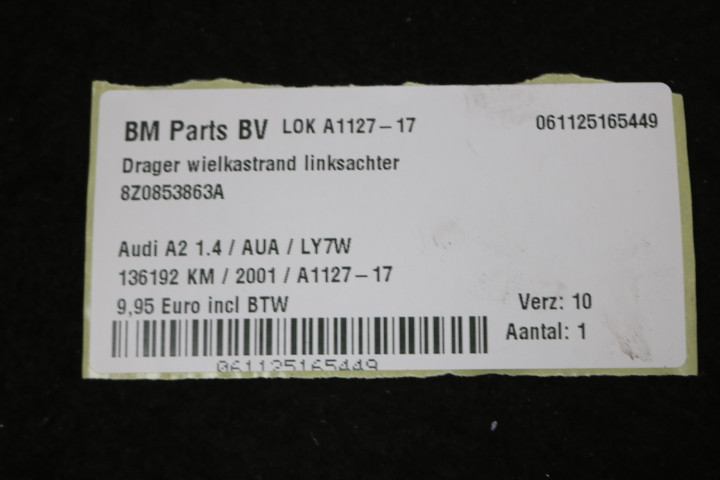 BM Parts BV LOK A1127-17 061125165449
Drager wielkastrand linksachter
8Z0853863A
Audi A2 1.4 / AUA / LY7W
136192 KM / 2001 / A1127-17
9,95 Euro incl BTW Verz: 10
Aantal: 1
061125165449